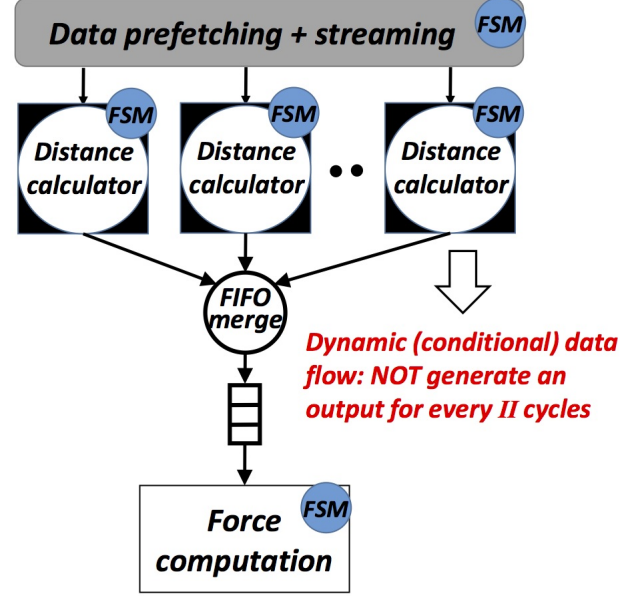 Data prefetching + streaming
FSM
FSM
FSM
FSM
Distance
calculator
Distance
calculator
Distance
calculator
FIFO
merge
Dynamic (conditional) data
flow: NOT generate an
output for every II cycles
FSM
Force
computation